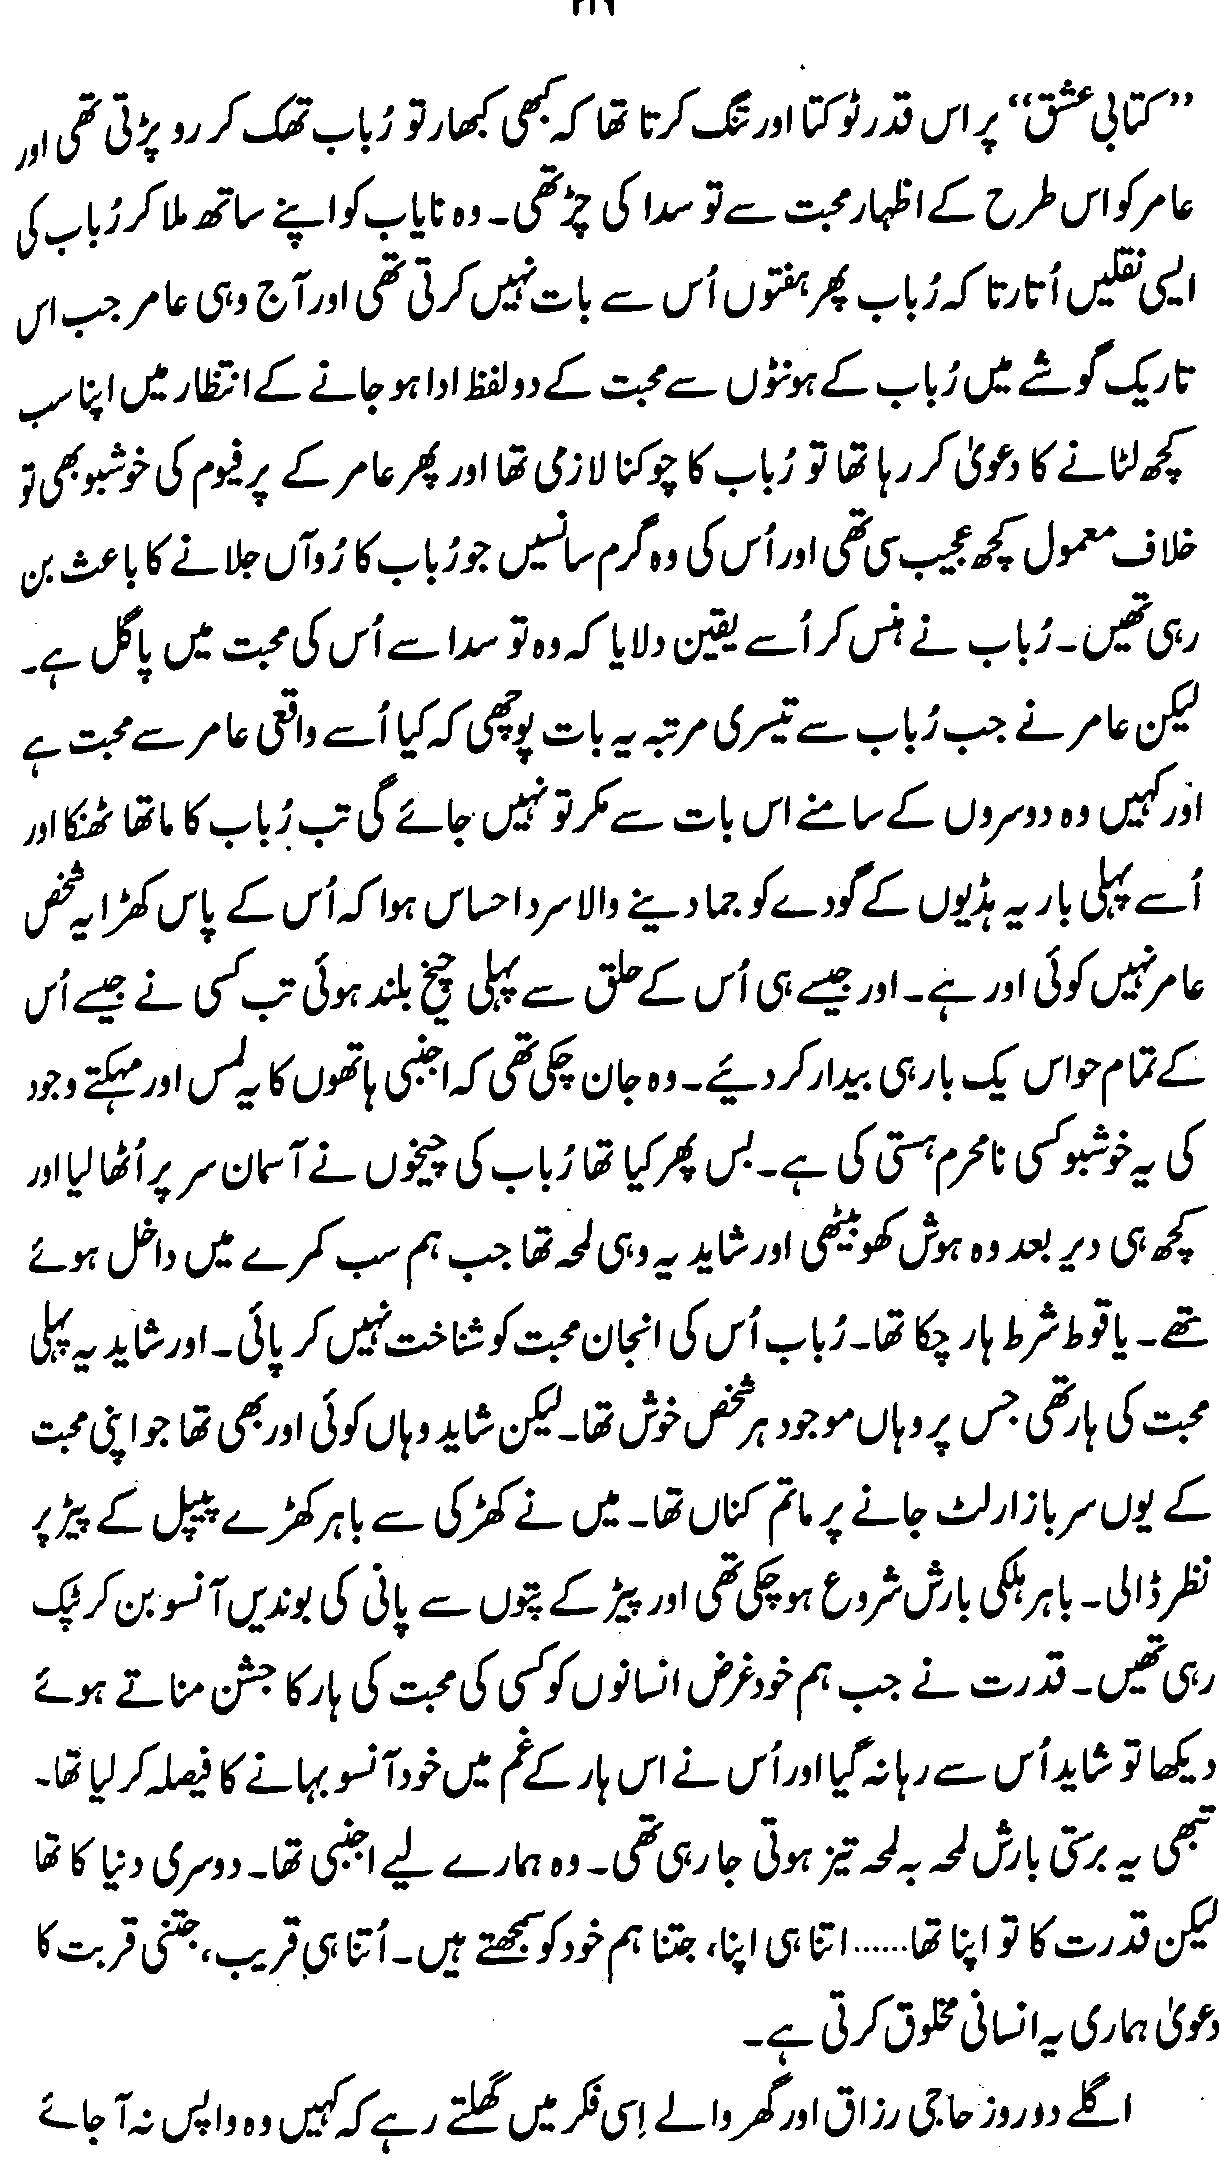 ”کتابی عشق“ پر اس قدر ٹوکتا اور تنگ کرتا تھا کہ کبھی کبھار تو رُباب تھک کر رو پڑتی تھی اور
عامر کو اس طرح کے اظہار محبت سے تو سدا کی چڑ تھی۔ وہ نایاب کو اپنے ساتھ ملا کر رُباب کی
ایسی نقلیں اُتارتا کہ رُباب پھر ہفتوں اُس سے بات نہیں کرتی تھی اور آج وہی عامر جب اس
تاریک گوشے میں رُباب کے ہونٹوں سے محبت کے دو لفظ ادا ہو جانے کے انتظار میں اپنا سب
کچھ لٹانے کا دعویٰ کر رہا تھا تو رُباب کا چوکنا لازمی تھا اور پھر عامر کے پرفیوم کی خوشبو بھی تو
خلاف معمول کچھ عجیب سی تھی اور اُس کی وہ گرم سانسیں جو رُباب کا رُوآں جلانے کا باعث بن
رہی تھیں۔ رُباب نے ہنس کر اُسے یقین دلایا کہ وہ تو سدا سے اُس کی محبت میں پاگل ہے۔
لیکن عامر نے جب رُباب سے تیسری مرتبہ یہ بات پوچھی کہ کیا اُسے واقعی عامر سے محبت ہے
اور کہیں وہ دوسروں کے سامنے اس بات سے مکر تو نہیں جائے گی تب رُباب کا ماتھا ٹھنکا اور
اُسے پہلی بار یہ ہڈیوں کے گودے کو جما دینے والا سرد احساس ہوا کہ اُس کے پاس کھڑا یہ شخص
عامر نہیں کوئی اور ہے۔ اور جیسے ہی اُس کے حلق سے پہلی چیخ بلند ہوئی تب کسی نے جیسے اُس
کے تمام حواس یک بار ہی بیدار کر دیئے۔ وہ جان چکی تھی کہ اجنبی ہاتھوں کا یہ لمس اور مہکتے وجود
کی یہ خوشبو کسی نامحرم ہستی کی ہے۔ بس پھر کیا تھا رُباب کی چیخوں نے آسمان سر پر اُٹھا لیا اور
کچھ ہی دیر بعد وہ ہوش کھو بیٹھی اور شاید یہ وہی لمحہ تھا جب ہم سب کمرے میں داخل ہوئے
تھے۔ یاقوط شرط ہار چکا تھا۔ رُباب اُس کی انجان محبت کو شناخت نہیں کر پائی۔ اور شاید یہ پہلی
محبت کی ہار تھی جس پر وہاں موجود ہر شخص خوش تھا۔ لیکن شاید وہاں کوئی اور بھی تھا جو اپنی محبت
کے یوں سر بازار لٹ جانے پر ماتم کناں تھا۔ میں نے کھڑکی سے باہر کھڑے پیپل کے پیڑ پر
نظر ڈالی۔ باہر ہلکی بارش شروع ہو چکی تھی اور پیڑ کے پتوں سے پانی کی بوندیں آنسو بن کر ٹپک
رہی تھیں۔ قدرت نے جب ہم خود غرض انسانوں کو کسی کی محبت کی ہار کا جشن مناتے ہوئے
دیکھا تو شاید اُس سے رہا نہ گیا اور اُس نے اس ہار کے غم میں خود آنسو بہانے کا فیصلہ کر لیا تھا۔
تبھی یہ برستی بارش لمحہ بہ لمحہ تیز ہوتی جا رہی تھی۔ وہ ہمارے لیے اجنبی تھا۔ دوسری دنیا کا تھا
لیکن قدرت کا تو اپنا تھا...... اتنا ہی اپنا، جتنا ہم خود کو سمجھتے ہیں۔ اُتنا ہی قریب، جتنی قربت کا
دعویٰ ہماری یہ انسانی مخلوق کرتی ہے۔
اگلے دو روز حاجی رزاق اور گھر والے اِسی فکر میں گھلتے رہے کہ کہیں وہ واپس نہ آ جائے